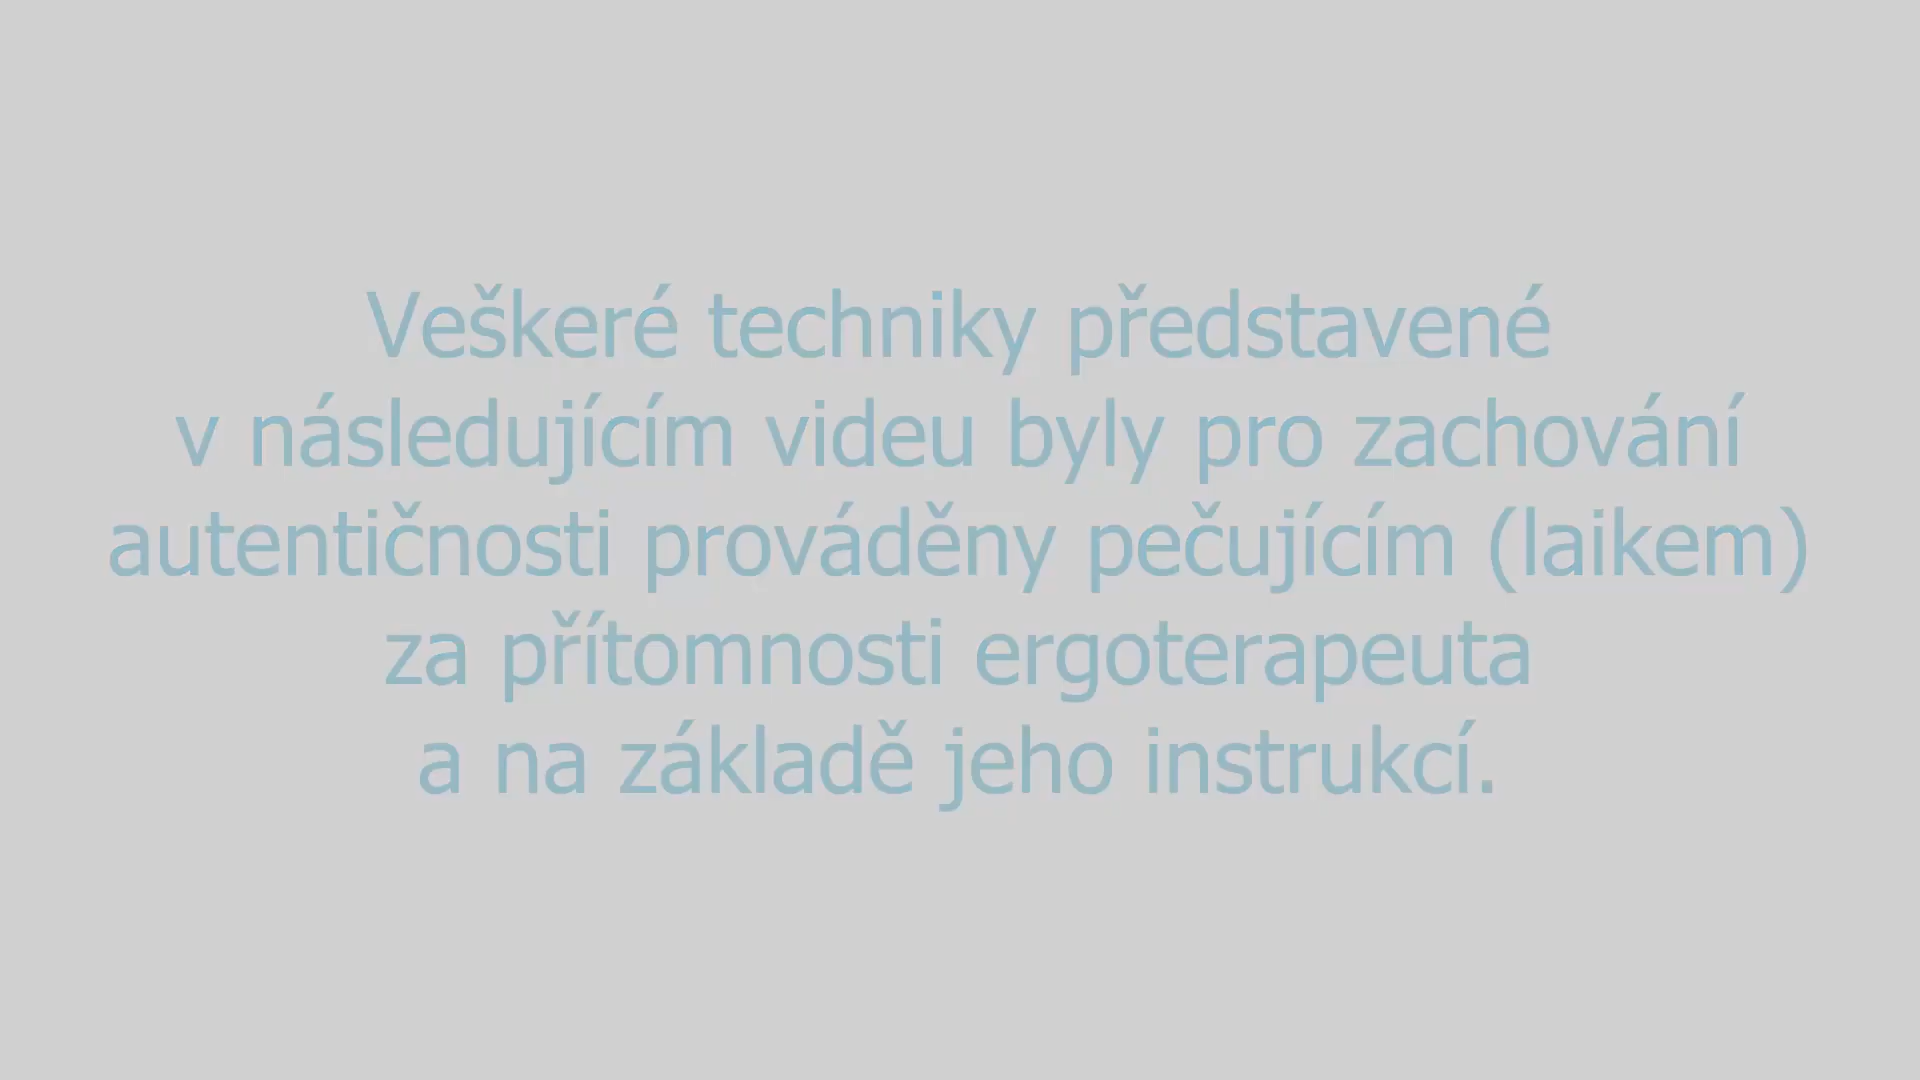 Veškeré techniky představené
v následujícím videu byly pro zachování
autentičnosti prováděny pečujícím (laikem)
za přítomnosti ergoterapeuta
a na základě jeho instrukcí.